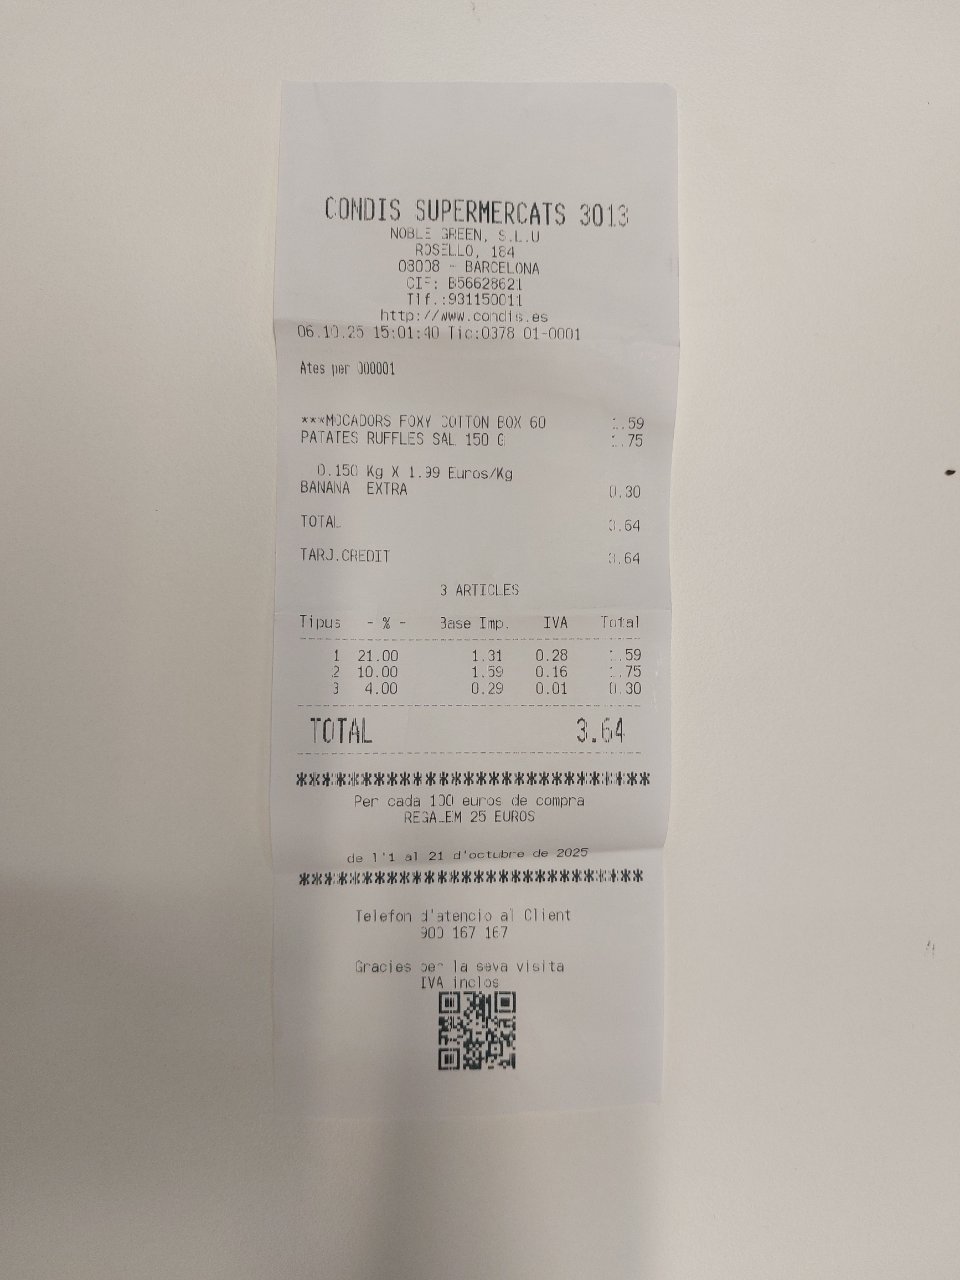 CONDIS SUPERMERCATS 3013
NOBLE GREEN, S.L.U
ROSELLO, 184
08008 - BARCELONA
CIF: B56628621
Tlf.:931150011
http://www.condis.es
06.10.25 15:01:40 Tic:0378 01-0001
Ates per 000001
***MOCADORS FOXY COTTON BOX 60 1.59
PATATES RUFFLES SAL 150 G 1.75
0.150 Kg X 1.99 Euros/Kg
BANANA EXTRA 0.30
TOTAL 3.64
TARJ.CREDIT 3.64
3 ARTICLES
Tipus - % - Base Imp. IVA Total
1 21.00 1.31 0.28 1.59
2 10.00 1.59 0.16 1.75
3 4.00 0.29 0.01 0.30
TOTAL 3.64
***************************
Per cada 100 euros de compra
REGALEM 25 EUROS
de l'1 al 21 d'octubre de 2025
***************************
Telefon d'atencio al Client
900 167 167
Gracies per la seva visita
IVA inclos